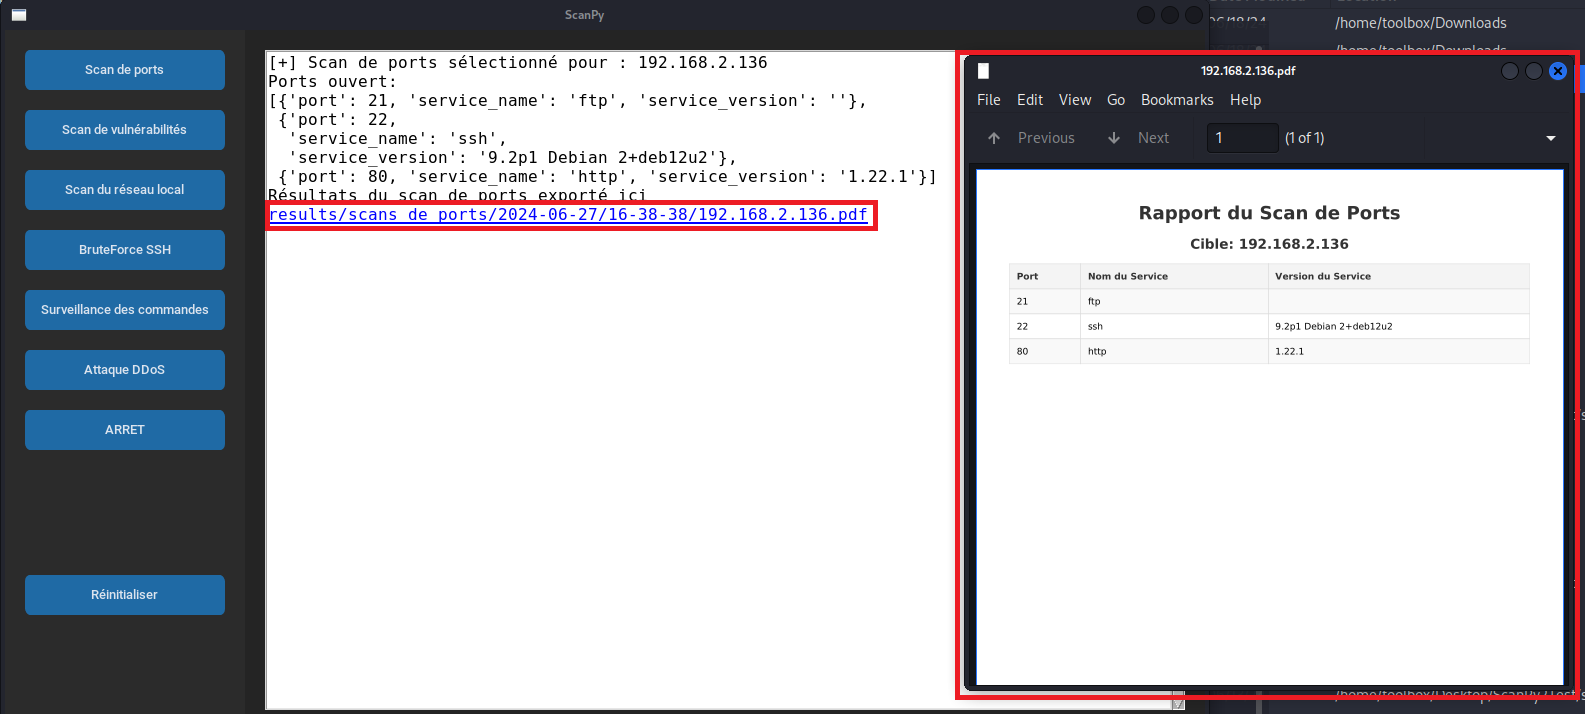 ScanPy
/home/toolbox/Downloads
/home/toolbox/Downloads
Scan de ports
Scan de vulnérabilités
Scan du réseau local
BruteForce SSH
Surveillance des commandes
Attaque DDoS
ARRET
Réinitialiser
[+] Scan de ports sélectionné pour : 192.168.2.136
Ports ouvert:
[{'port': 21, 'service_name': 'ftp', 'service_version': ''},
{'port': 22,
'service_name': 'ssh',
'service_version': '9.2p1 Debian 2+deb12u2'},
{'port': 80, 'service_name': 'http', 'service_version': '1.22.1'}]
Résultats du scan de ports exporté ici
results/scans_de_ports/2024-06-27/16-38-38/192.168.2.136.pdf
192.168.2.136.pdf
File Edit View Go Bookmarks Help
Previous Next 1 (1 of 1)
Rapport du Scan de Ports
Cible: 192.168.2.136
Port Nom du Service Version du Service
21 ftp
22 ssh 9.2p1 Debian 2+deb12u2
80 http 1.22.1